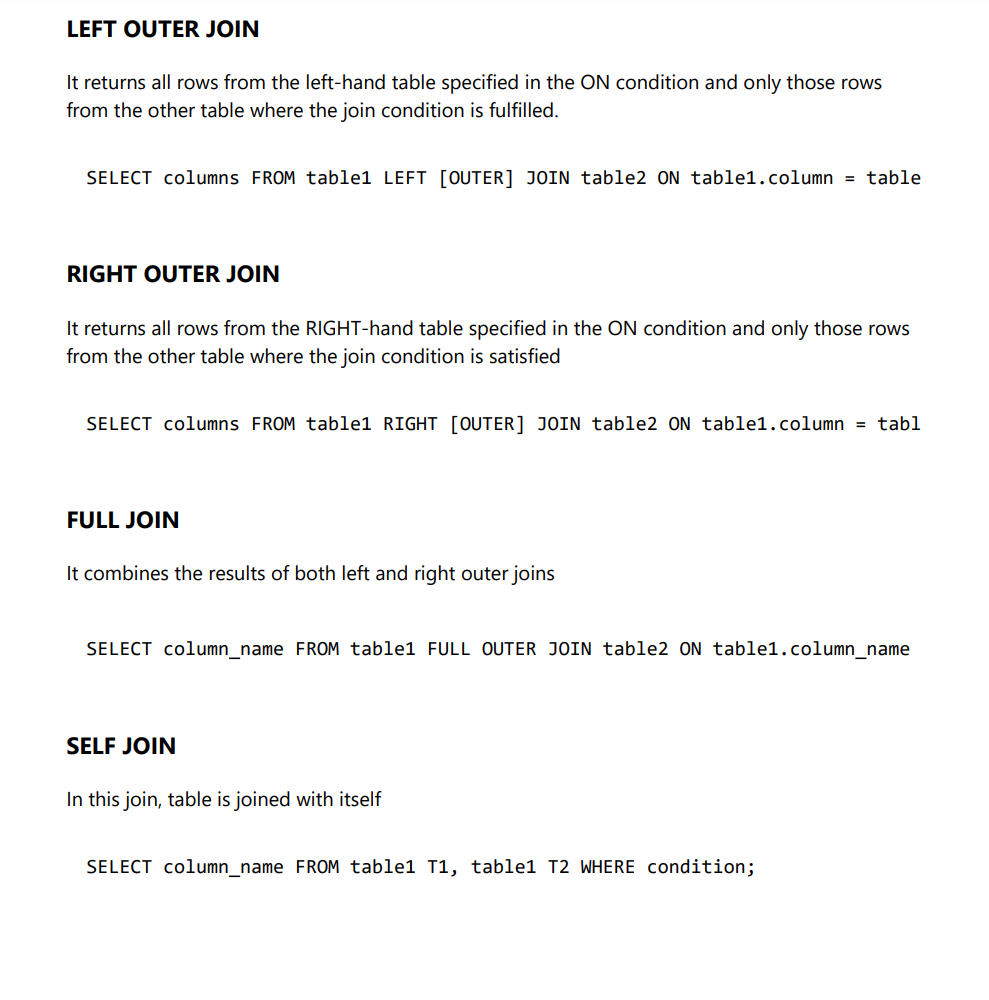 LEFT OUTER JOIN
It returns all rows from the left-hand table specified in the ON condition and only those rows
from the other table where the join condition is fulfilled.
SELECT columns FROM table1 LEFT [OUTER] JOIN table2 ON table1.column = table
RIGHT OUTER JOIN
It returns all rows from the RIGHT-hand table specified in the ON condition and only those rows
from the other table where the join condition is satisfied
SELECT columns FROM table1 RIGHT [OUTER] JOIN table2 ON table1.column = tabl
FULL JOIN
It combines the results of both left and right outer joins
SELECT column_name FROM table1 FULL OUTER JOIN table2 ON table1.column_name
SELF JOIN
In this join, table is joined with itself
SELECT column_name FROM table1 T1, table1 T2 WHERE condition;